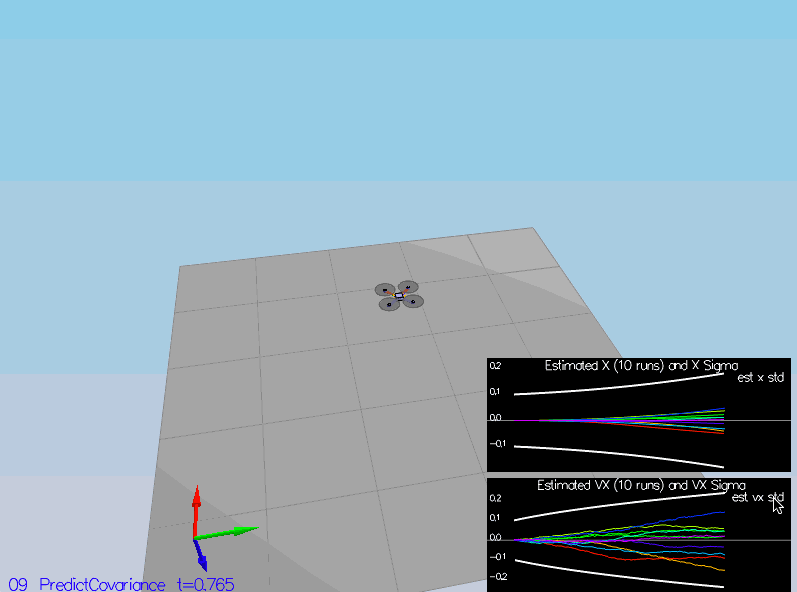 Estimated X (10 runs) and X Sigma
est x std
0.2
0.1
0.0
-0.1
Estimated VX (10 runs) and VX Sigma
est vx std
0.2
0.1
0.0
-0.1
-0.2
09 PredictCovariance t=0.765